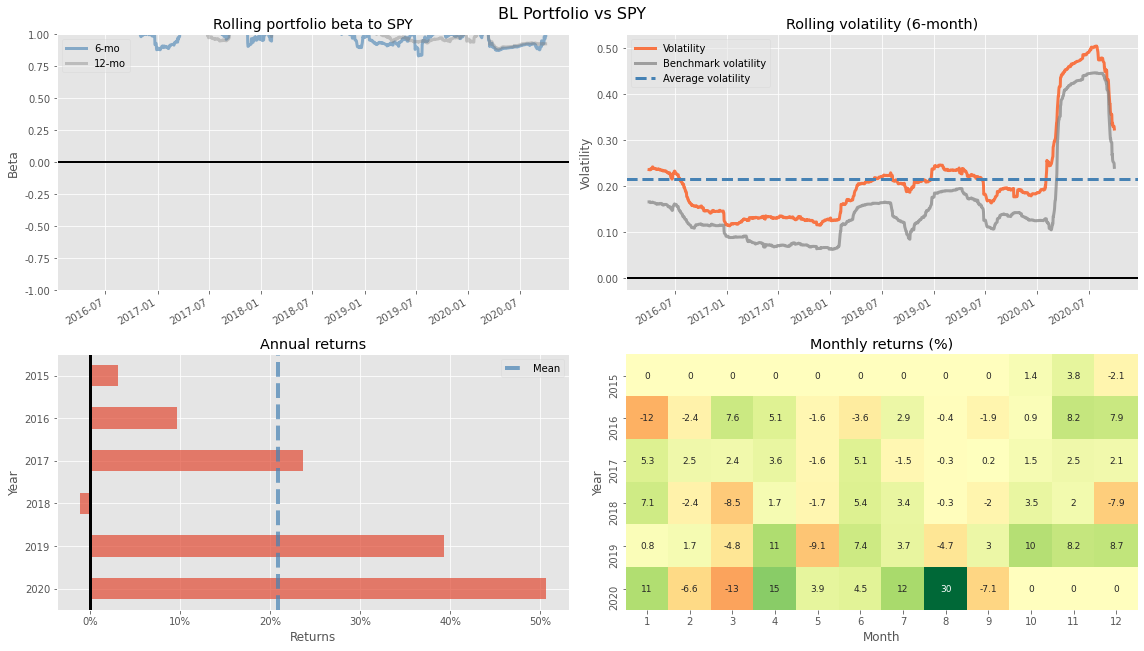 BL Portfolio vs SPY
Rolling portfolio beta to SPY
6-mo
12-mo
Beta
1.00
0.75
0.50
0.25
0.00
-0.25
-0.50
-0.75
-1.00
2016-07 2017-01 2017-07 2018-01 2018-07 2019-01 2019-07 2020-01 2020-07
Rolling volatility (6-month)
Volatility
Benchmark volatility
Average volatility
Volatility
0.50
0.40
0.30
0.20
0.10
0.00
2016-07 2017-01 2017-07 2018-01 2018-07 2019-01 2019-07 2020-01 2020-07
Annual returns
Mean
Year
2015
2016
2017
2018
2019
2020
0% 10% 20% 30% 40% 50%
Returns
Monthly returns (%)
Year
2015 0 0 0 0 0 0 0 0 0 1.4 3.8 -2.1
2016 -12 -2.4 7.6 5.1 -1.6 -3.6 2.9 -0.4 -1.9 0.9 8.2 7.9
2017 5.3 2.5 2.4 3.6 -1.6 5.1 -1.5 -0.3 0.2 1.5 2.5 2.1
2018 7.1 -2.4 -8.5 1.7 -1.7 5.4 3.4 -0.3 -2 3.5 2 -7.9
2019 0.8 1.7 -4.8 11 -9.1 7.4 3.7 -4.7 3 10 8.2 8.7
2020 11 -6.6 -13 15 3.9 4.5 12 30 -7.1 0 0 0
1 2 3 4 5 6 7 8 9 10 11 12
Month